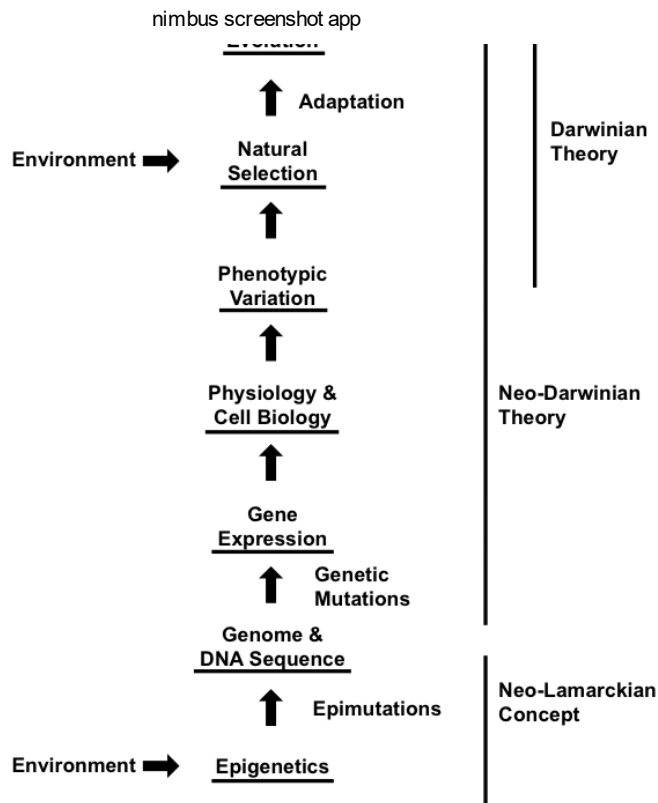 nimbus screenshot app
Evolution
Adaptation
Darwinian
Theory
Environment
Natural
Selection
Phenotypic
Variation
Physiology &
Cell Biology
Neo-Darwinian
Theory
Gene
Expression
Genetic
Mutations
Genome &
DNA Sequence
Epimutations
Neo-Lamarckian
Concept
Environment
Epigenetics